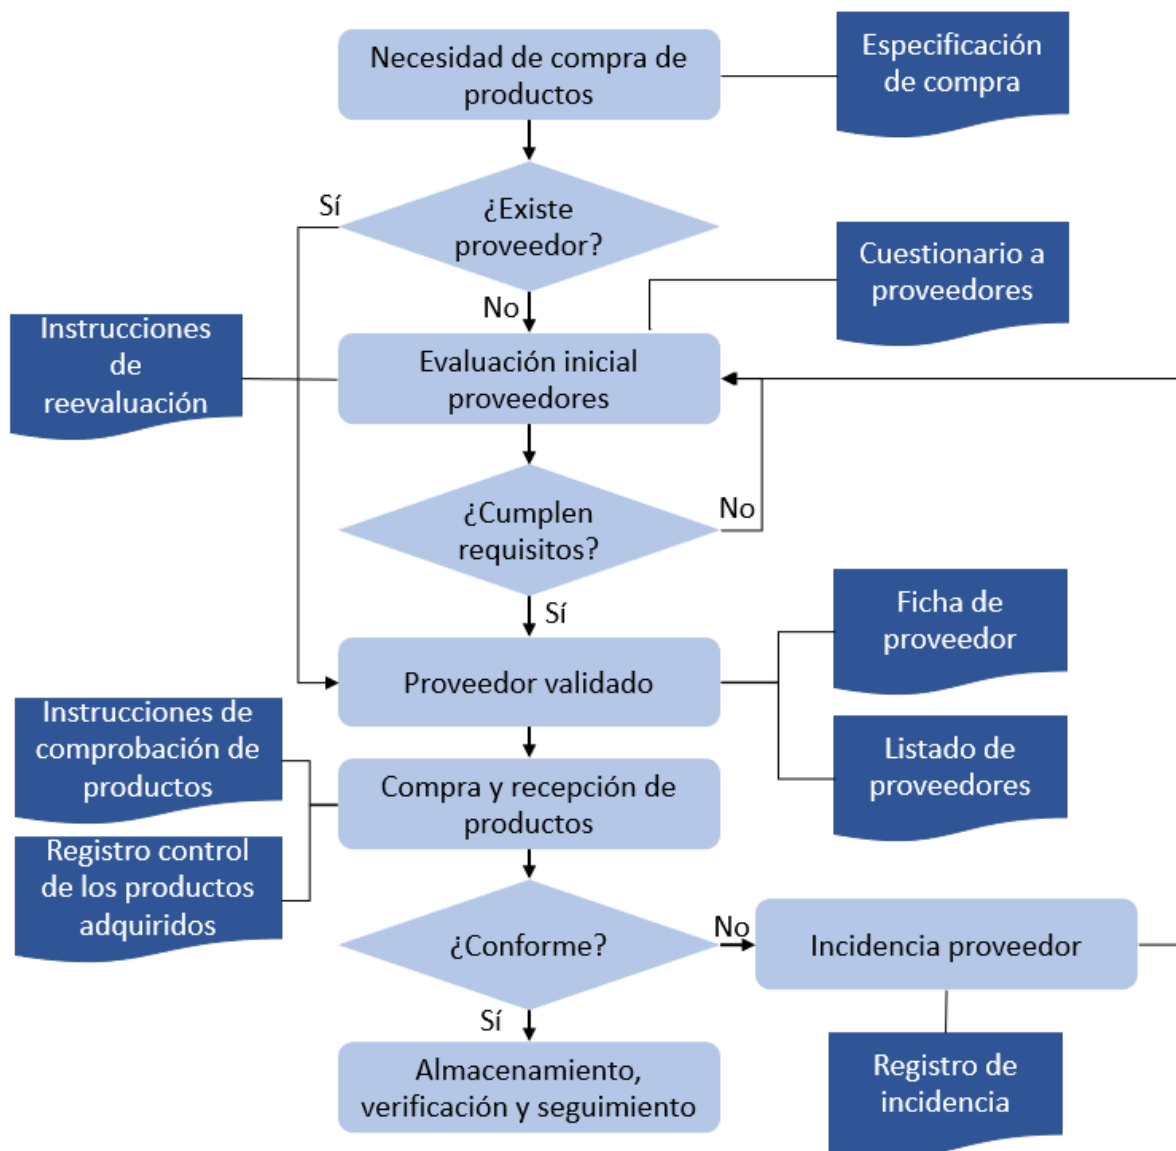 Necesidad de compra de
productos
Especificación
de compra
Sí
¿Existe
proveedor?
Cuestionario a
proveedores
No
Instrucciones
de
reevaluación
Evaluación inicial
proveedores
¿Cumplen
requisitos?
No
Sí
Ficha de
proveedor
Proveedor validado
Listado de
proveedores
Instrucciones de
comprobación de
productos
Compra y recepción de
productos
Registro control
de los productos
adquiridos
¿Conforme?
No
Incidencia proveedor
Sí
Almacenamiento,
verificación y seguimiento
Registro de
incidencia